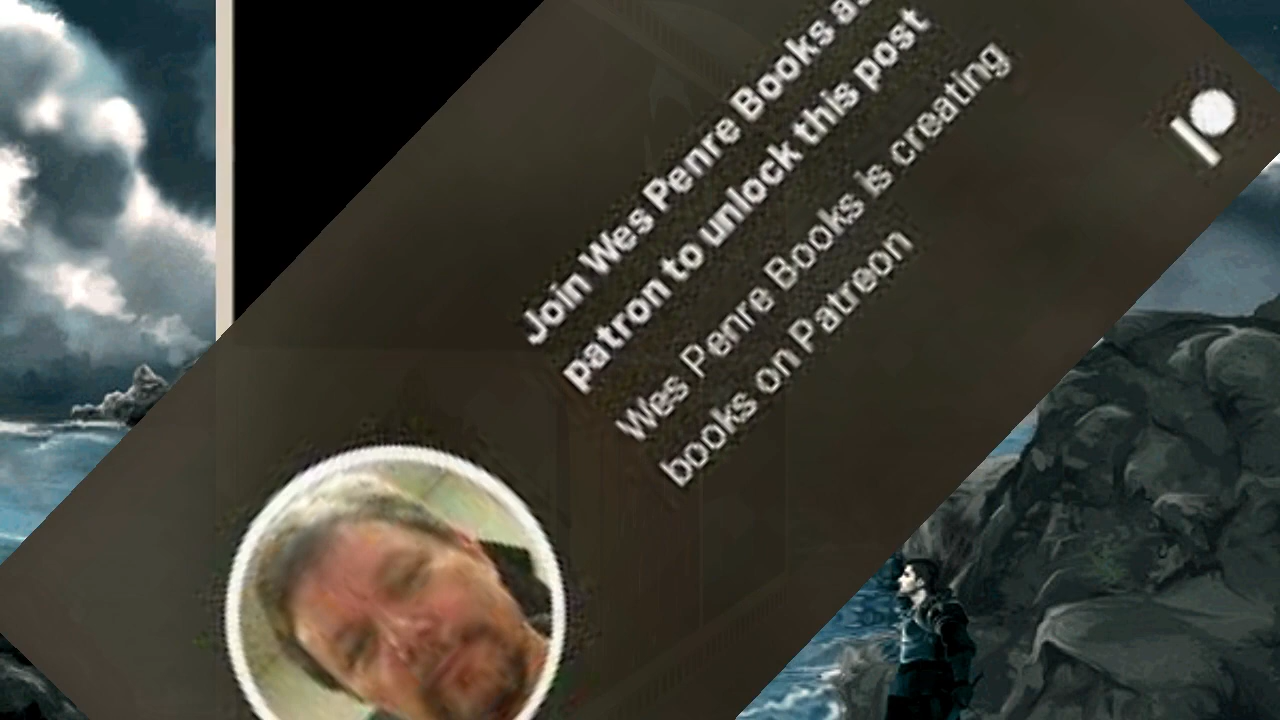 Join Wes Penre Books as
patron to unlock this post
Wes Penre Books is creating
books on Patreon